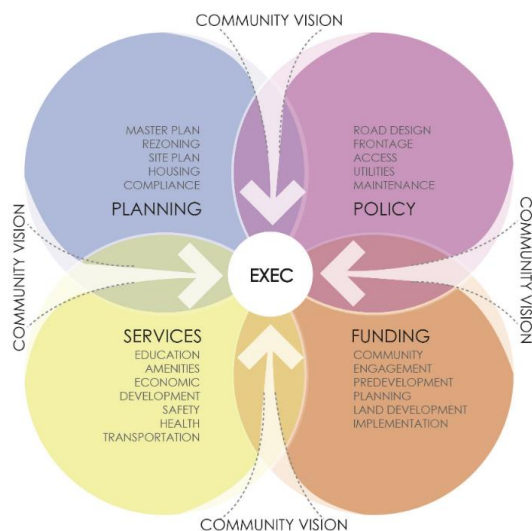 COMMUNITY VISION
MASTER PLAN
REZONING
SITE PLAN
HOUSING
COMPLIANCE
PLANNING
ROAD DESIGN
FRONTAGE
ACCESS
UTILITIES
MAINTENANCE
POLICY
COMMUNITY VISION
EXEC
COMMUNITY VISION
SERVICES
EDUCATION
AMENITIES
ECONOMIC
DEVELOPMENT
SAFETY
HEALTH
TRANSPORTATION
FUNDING
COMMUNITY
ENGAGEMENT
PREDEVELOPMENT
PLANNING
LAND DEVELOPMENT
IMPLEMENTATION
COMMUNITY VISION